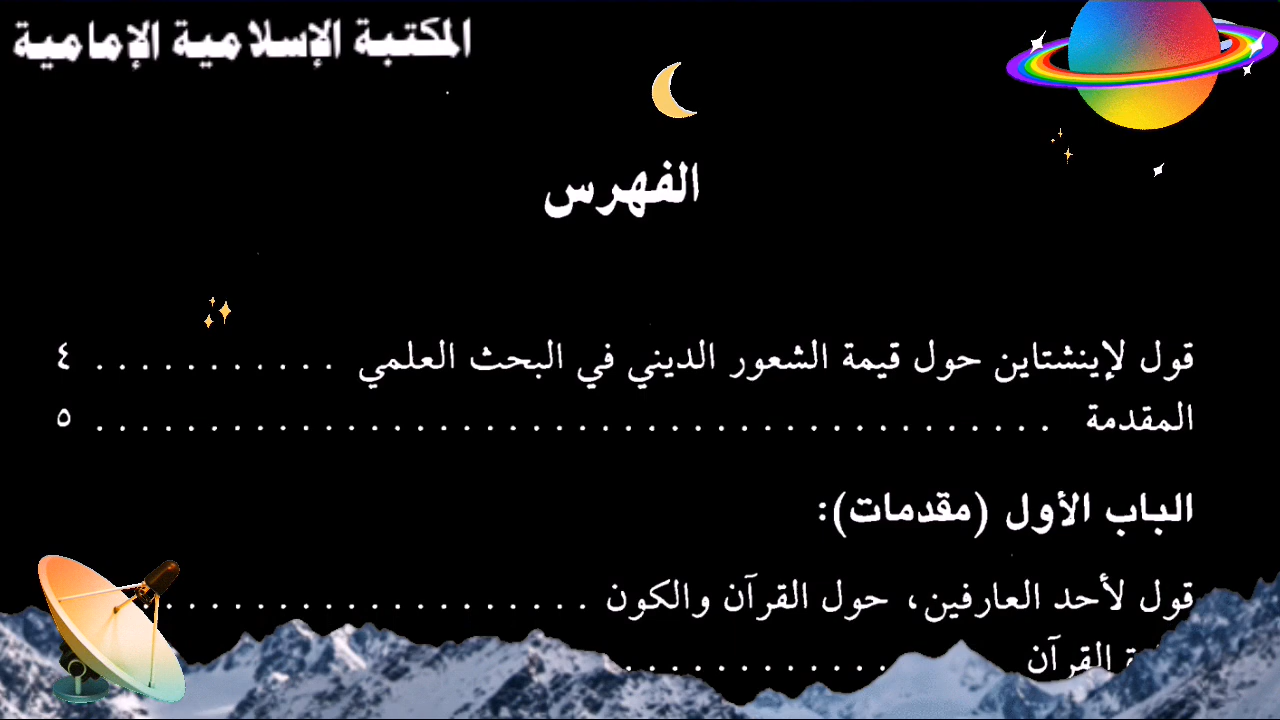 المكتبة الإسلامية الإمامية
الفهرس
قول لإينشتاين حول قيمة الشعور الديني في البحث العلمي . . . . . . . . . . . ٤
المقدمة . . . . . . . . . . . . . . . . . . . . . . . . . . . . . . . . ٥
الباب الأول (مقدمات):
قول لأحد العارفين، حول القرآن والكون . . . . . . . . . . . . . . .
القرآن . . . . . . . . .